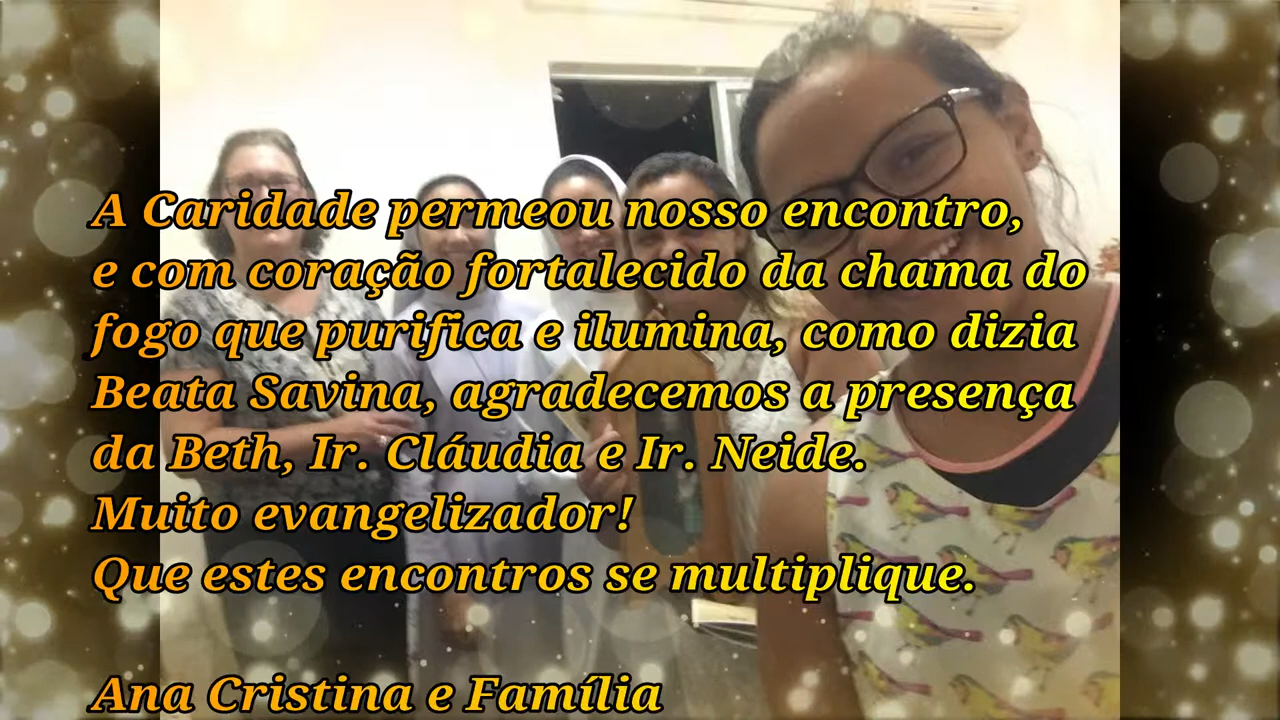 A Caridade permeou nosso encontro,
e com coração fortalecido da chama do
fogo que purifica e ilumina, como dizia
Beata Savina, agradecemos a presença
da Beth, Ir. Cláudia e Ir. Neide.
Muito evangelizador!
Que estes encontros se multiplique.
Ana Cristina e Família